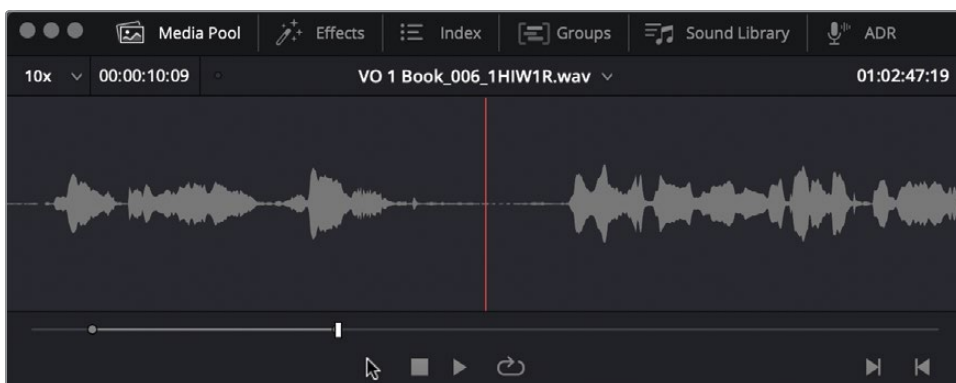 Media Pool Effects Index Groups Sound Library ADR
10x 00:00:10:09 VO 1 Book_006_1HIW1R.wav 01:02:47:19